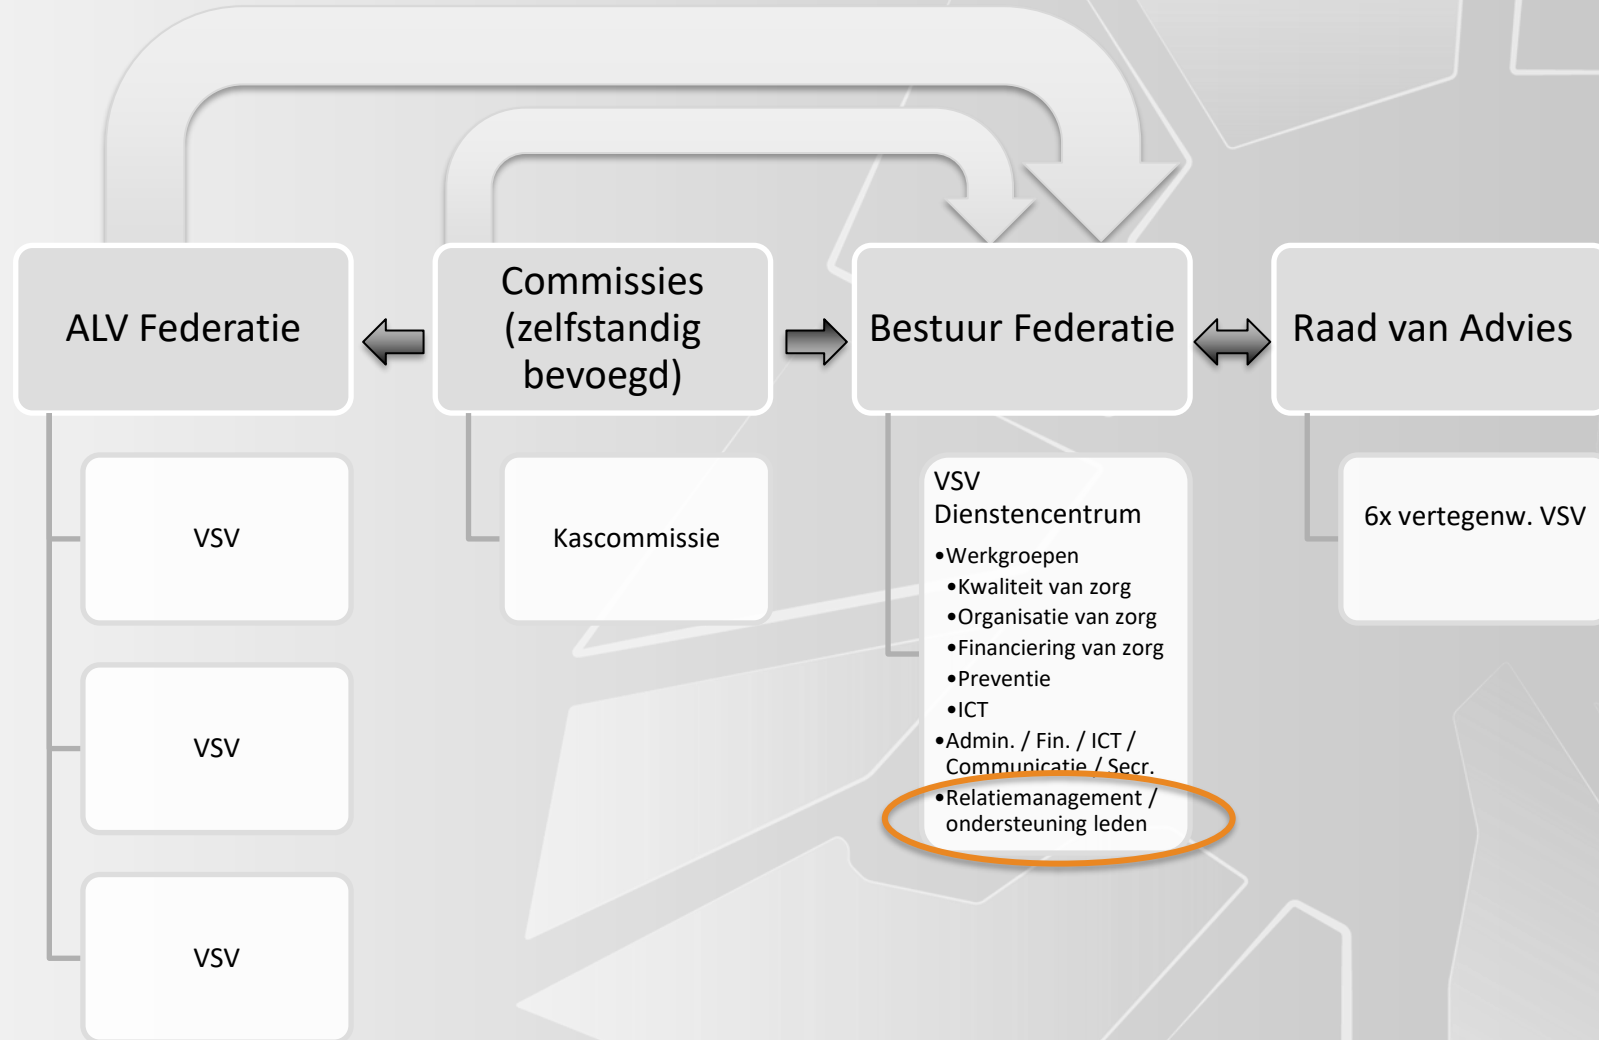 ALV Federatie
VSV
VSV
VSV
Commissies
(zelfstandig
bevoegd)
Kascommissie
Bestuur Federatie
VSV
Dienstencentrum
•Werkgroepen
•Kwaliteit van zorg
•Organisatie van zorg
•Financiering van zorg
•Preventie
•ICT
•Admin. / Fin. / ICT /
Communicatie / Secr.
•Relatiemanagement /
ondersteuning leden
Raad van Advies
6x vertegenw. VSV